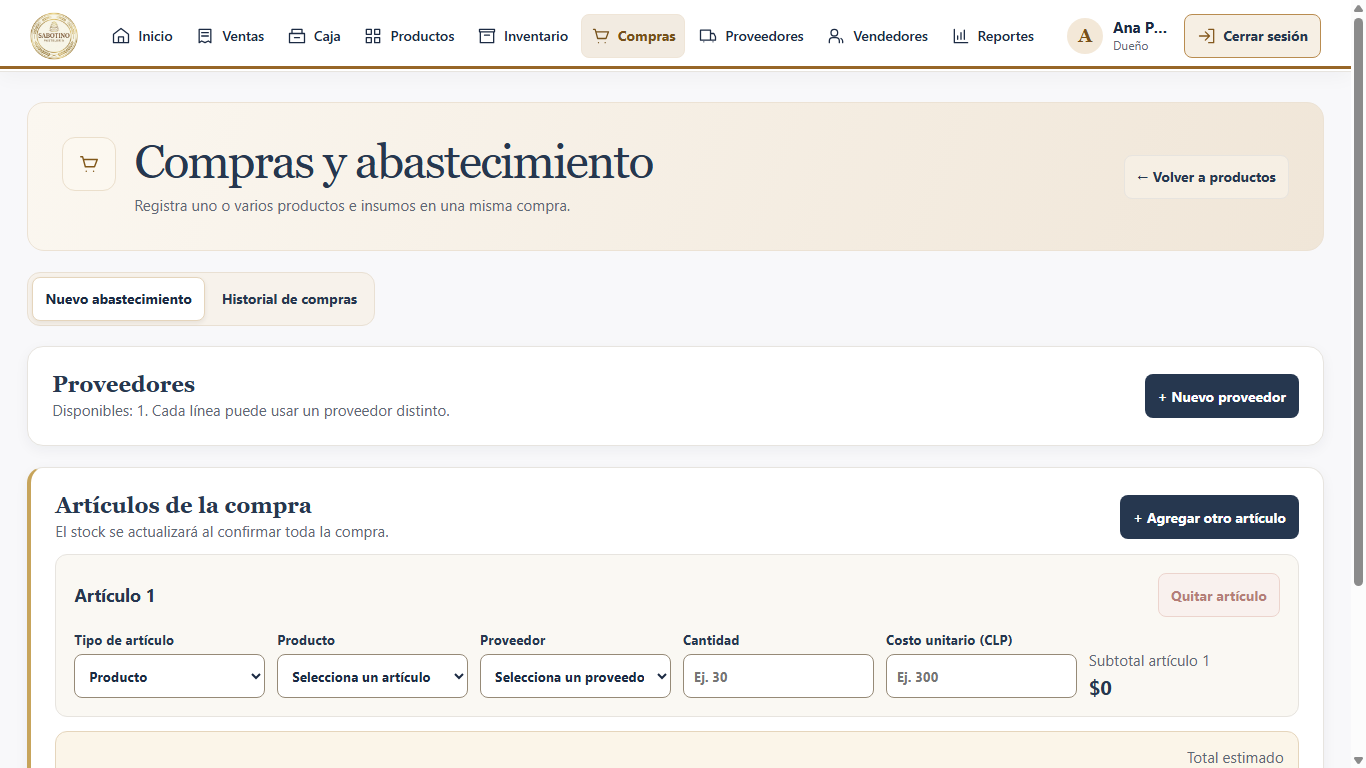 SABOTINO
Inicio
Ventas
Caja
Productos
Inventario
Compras
Proveedores
Vendedores
Reportes
A
Ana P...
Dueño
Cerrar sesión
Compras y abastecimiento
Registra uno o varios productos e insumos en una misma compra.
← Volver a productos
Nuevo abastecimiento
Historial de compras
Proveedores
Disponibles: 1. Cada línea puede usar un proveedor distinto.
+ Nuevo proveedor
Artículos de la compra
El stock se actualizará al confirmar toda la compra.
+ Agregar otro artículo
Artículo 1
Quitar artículo
Tipo de artículo
Producto
Proveedor
Cantidad
Costo unitario (CLP)
Producto
Selecciona un artículo
Selecciona un proveedo
Ej. 30
Ej. 300
Subtotal artículo 1
$0
Total estimado